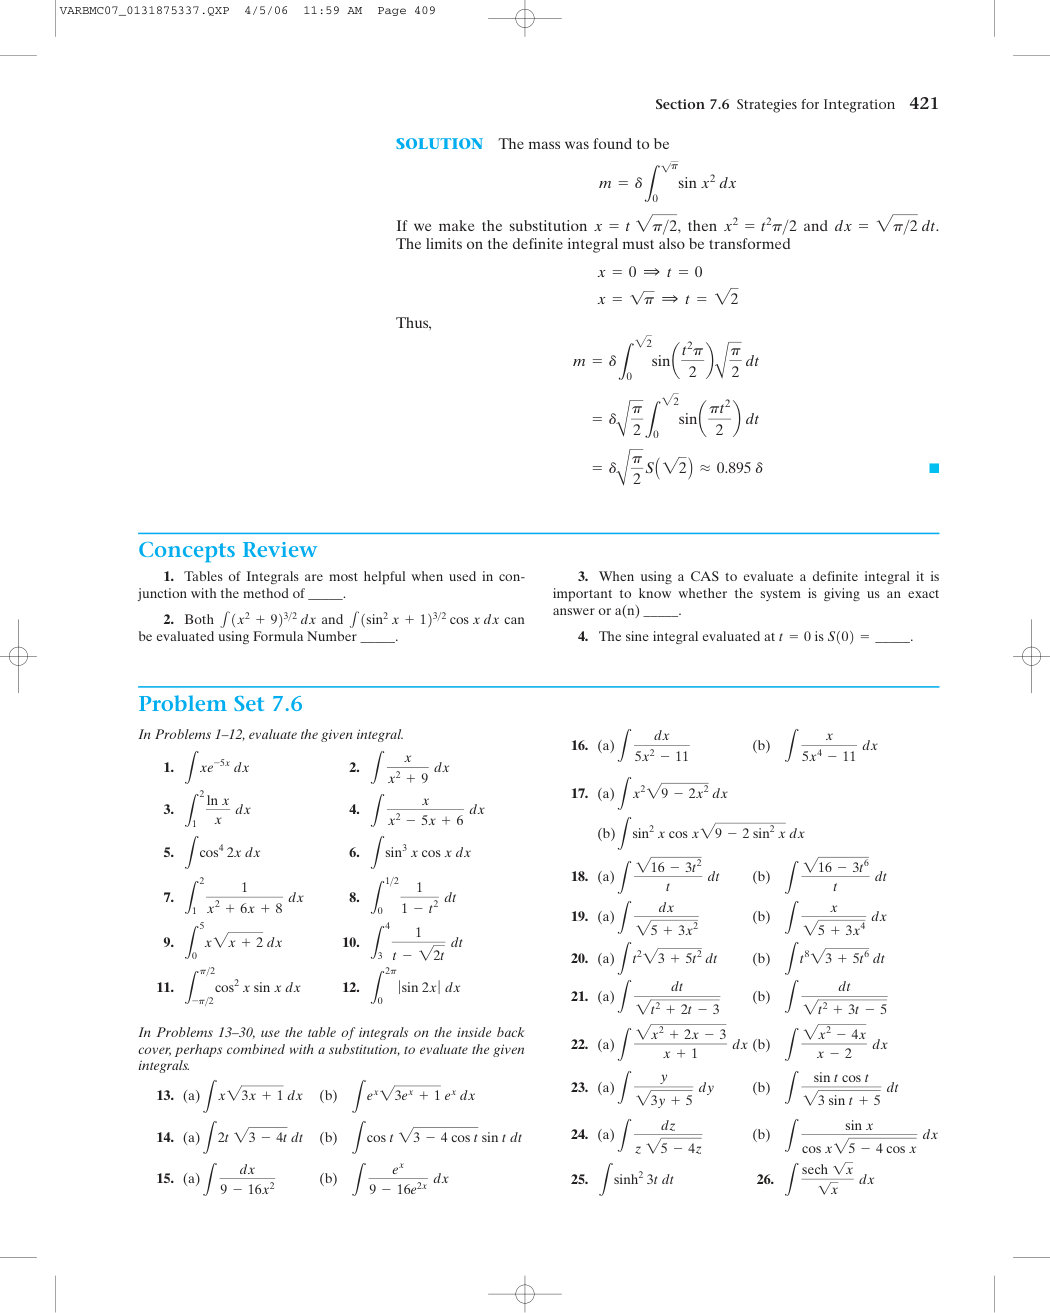 VARBMC07_0131875337.QXP 4/5/06 11:59 AM Page 409
Section 7.6 Strategies for Integration 421
SOLUTION The mass was found to be
m = δ ∫₀^√π sin x² dx
If we make the substitution x = t √(π/2), then x² = t²π/2 and dx = √(π/2) dt.
The limits on the definite integral must also be transformed
x = 0 ⇒ t = 0
x = √π ⇒ t = √2
Thus,
m = δ ∫₀^√2 sin(t²π/2) √(π/2) dt
= δ√(π/2) ∫₀^√2 sin(πt²/2) dt
= δ√(π/2) S(√2) ≈ 0.895 δ
Concepts Review
1. Tables of Integrals are most helpful when used in con-
junction with the method of _____.
2. Both ∫(x² + 9)^(3/2) dx and ∫(sin² x + 1)^(3/2) cos x dx can
be evaluated using Formula Number _____.
3. When using a CAS to evaluate a definite integral it is
important to know whether the system is giving us an exact
answer or a(n) _____.
4. The sine integral evaluated at t = 0 is S(0) = _____.
Problem Set 7.6
In Problems 1–12, evaluate the given integral.
1. ∫ xe^(−5x) dx 2. ∫ x/(x² + 9) dx
3. ∫₁² (ln x)/x dx 4. ∫ x/(x² − 5x + 6) dx
5. ∫ cos⁴ 2x dx 6. ∫ sin³ x cos x dx
7. ∫₁² 1/(x² + 6x + 8) dx 8. ∫₀^(1/2) 1/(1 − t²) dt
9. ∫₀⁵ x√(x + 2) dx 10. ∫₃⁴ 1/(t − √(2t)) dt
11. ∫_(−π/2)^(π/2) cos² x sin x dx 12. ∫₀^(2π) |sin 2x| dx
In Problems 13–30, use the table of integrals on the inside back
cover, perhaps combined with a substitution, to evaluate the given
integrals.
13. (a) ∫ x√(3x + 1) dx (b) ∫ e^x √(3e^x + 1) e^x dx
14. (a) ∫ 2t √(3 − 4t) dt (b) ∫ cos t √(3 − 4 cos t) sin t dt
15. (a) ∫ dx/(9 − 16x²) (b) ∫ e^x/(9 − 16e^(2x)) dx
16. (a) ∫ dx/(5x² − 11) (b) ∫ x/(5x⁴ − 11) dx
17. (a) ∫ x²√(9 − 2x²) dx
(b) ∫ sin² x cos x√(9 − 2 sin² x) dx
18. (a) ∫ √(16 − 3t²)/t dt (b) ∫ √(16 − 3t⁶)/t dt
19. (a) ∫ dx/√(5 + 3x²) (b) ∫ x/√(5 + 3x⁴) dx
20. (a) ∫ t²√(3 + 5t²) dt (b) ∫ t⁸√(3 + 5t⁶) dt
21. (a) ∫ dt/√(t² + 2t − 3) (b) ∫ dt/√(t² + 3t − 5)
22. (a) ∫ √(x² + 2x − 3)/(x + 1) dx (b) ∫ √(x² − 4x)/(x − 2) dx
23. (a) ∫ y/√(3y + 5) dy (b) ∫ (sin t cos t)/√(3 sin t + 5) dt
24. (a) ∫ dz/(z √(5 − 4z)) (b) ∫ sin x/(cos x√(5 − 4 cos x)) dx
25. ∫ sinh² 3t dt 26. ∫ (sech √x)/√x dx